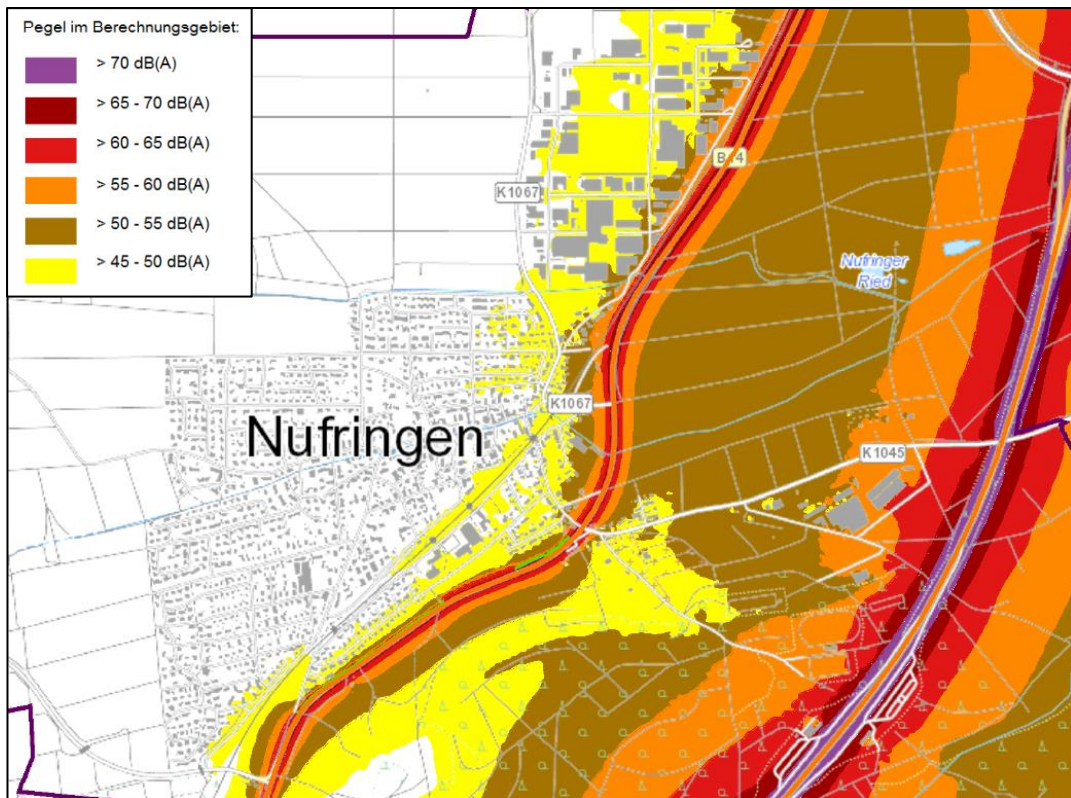 Pegel im Berechnungsgebiet:
> 70 dB(A)
> 65 - 70 dB(A)
> 60 - 65 dB(A)
> 55 - 60 dB(A)
> 50 - 55 dB(A)
> 45 - 50 dB(A)
B 14
K1067
Nufringer
Ried
K1067
Nufringen
K1045